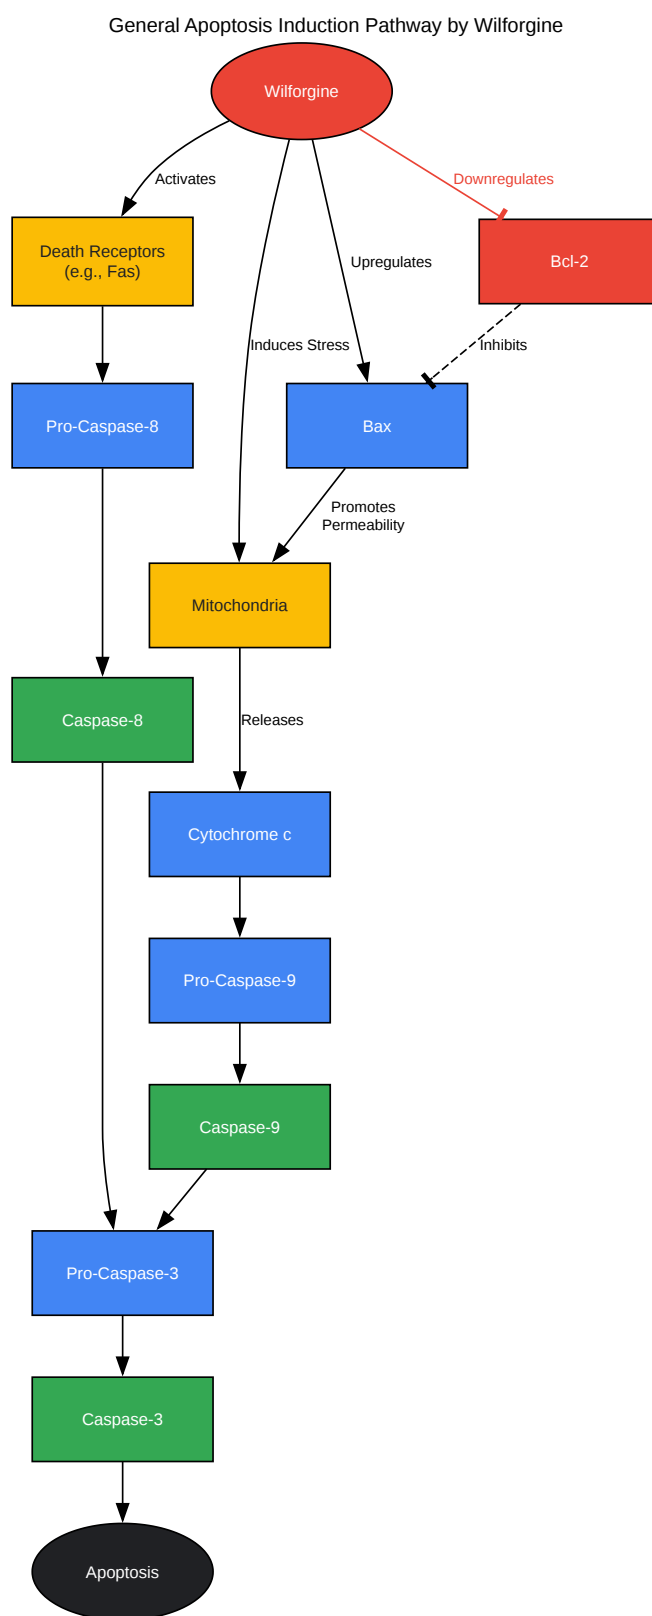 General Apoptosis Induction Pathway by Wilforgine
Wilforgine
Activates
Downregulates
Death Receptors
(e.g., Fas)
Upregulates
Bcl-2
Induces Stress
Inhibits
Pro-Caspase-8
Bax
Promotes
Permeability
Mitochondria
Caspase-8
Releases
Cytochrome c
Pro-Caspase-9
Caspase-9
Pro-Caspase-3
Caspase-3
Apoptosis